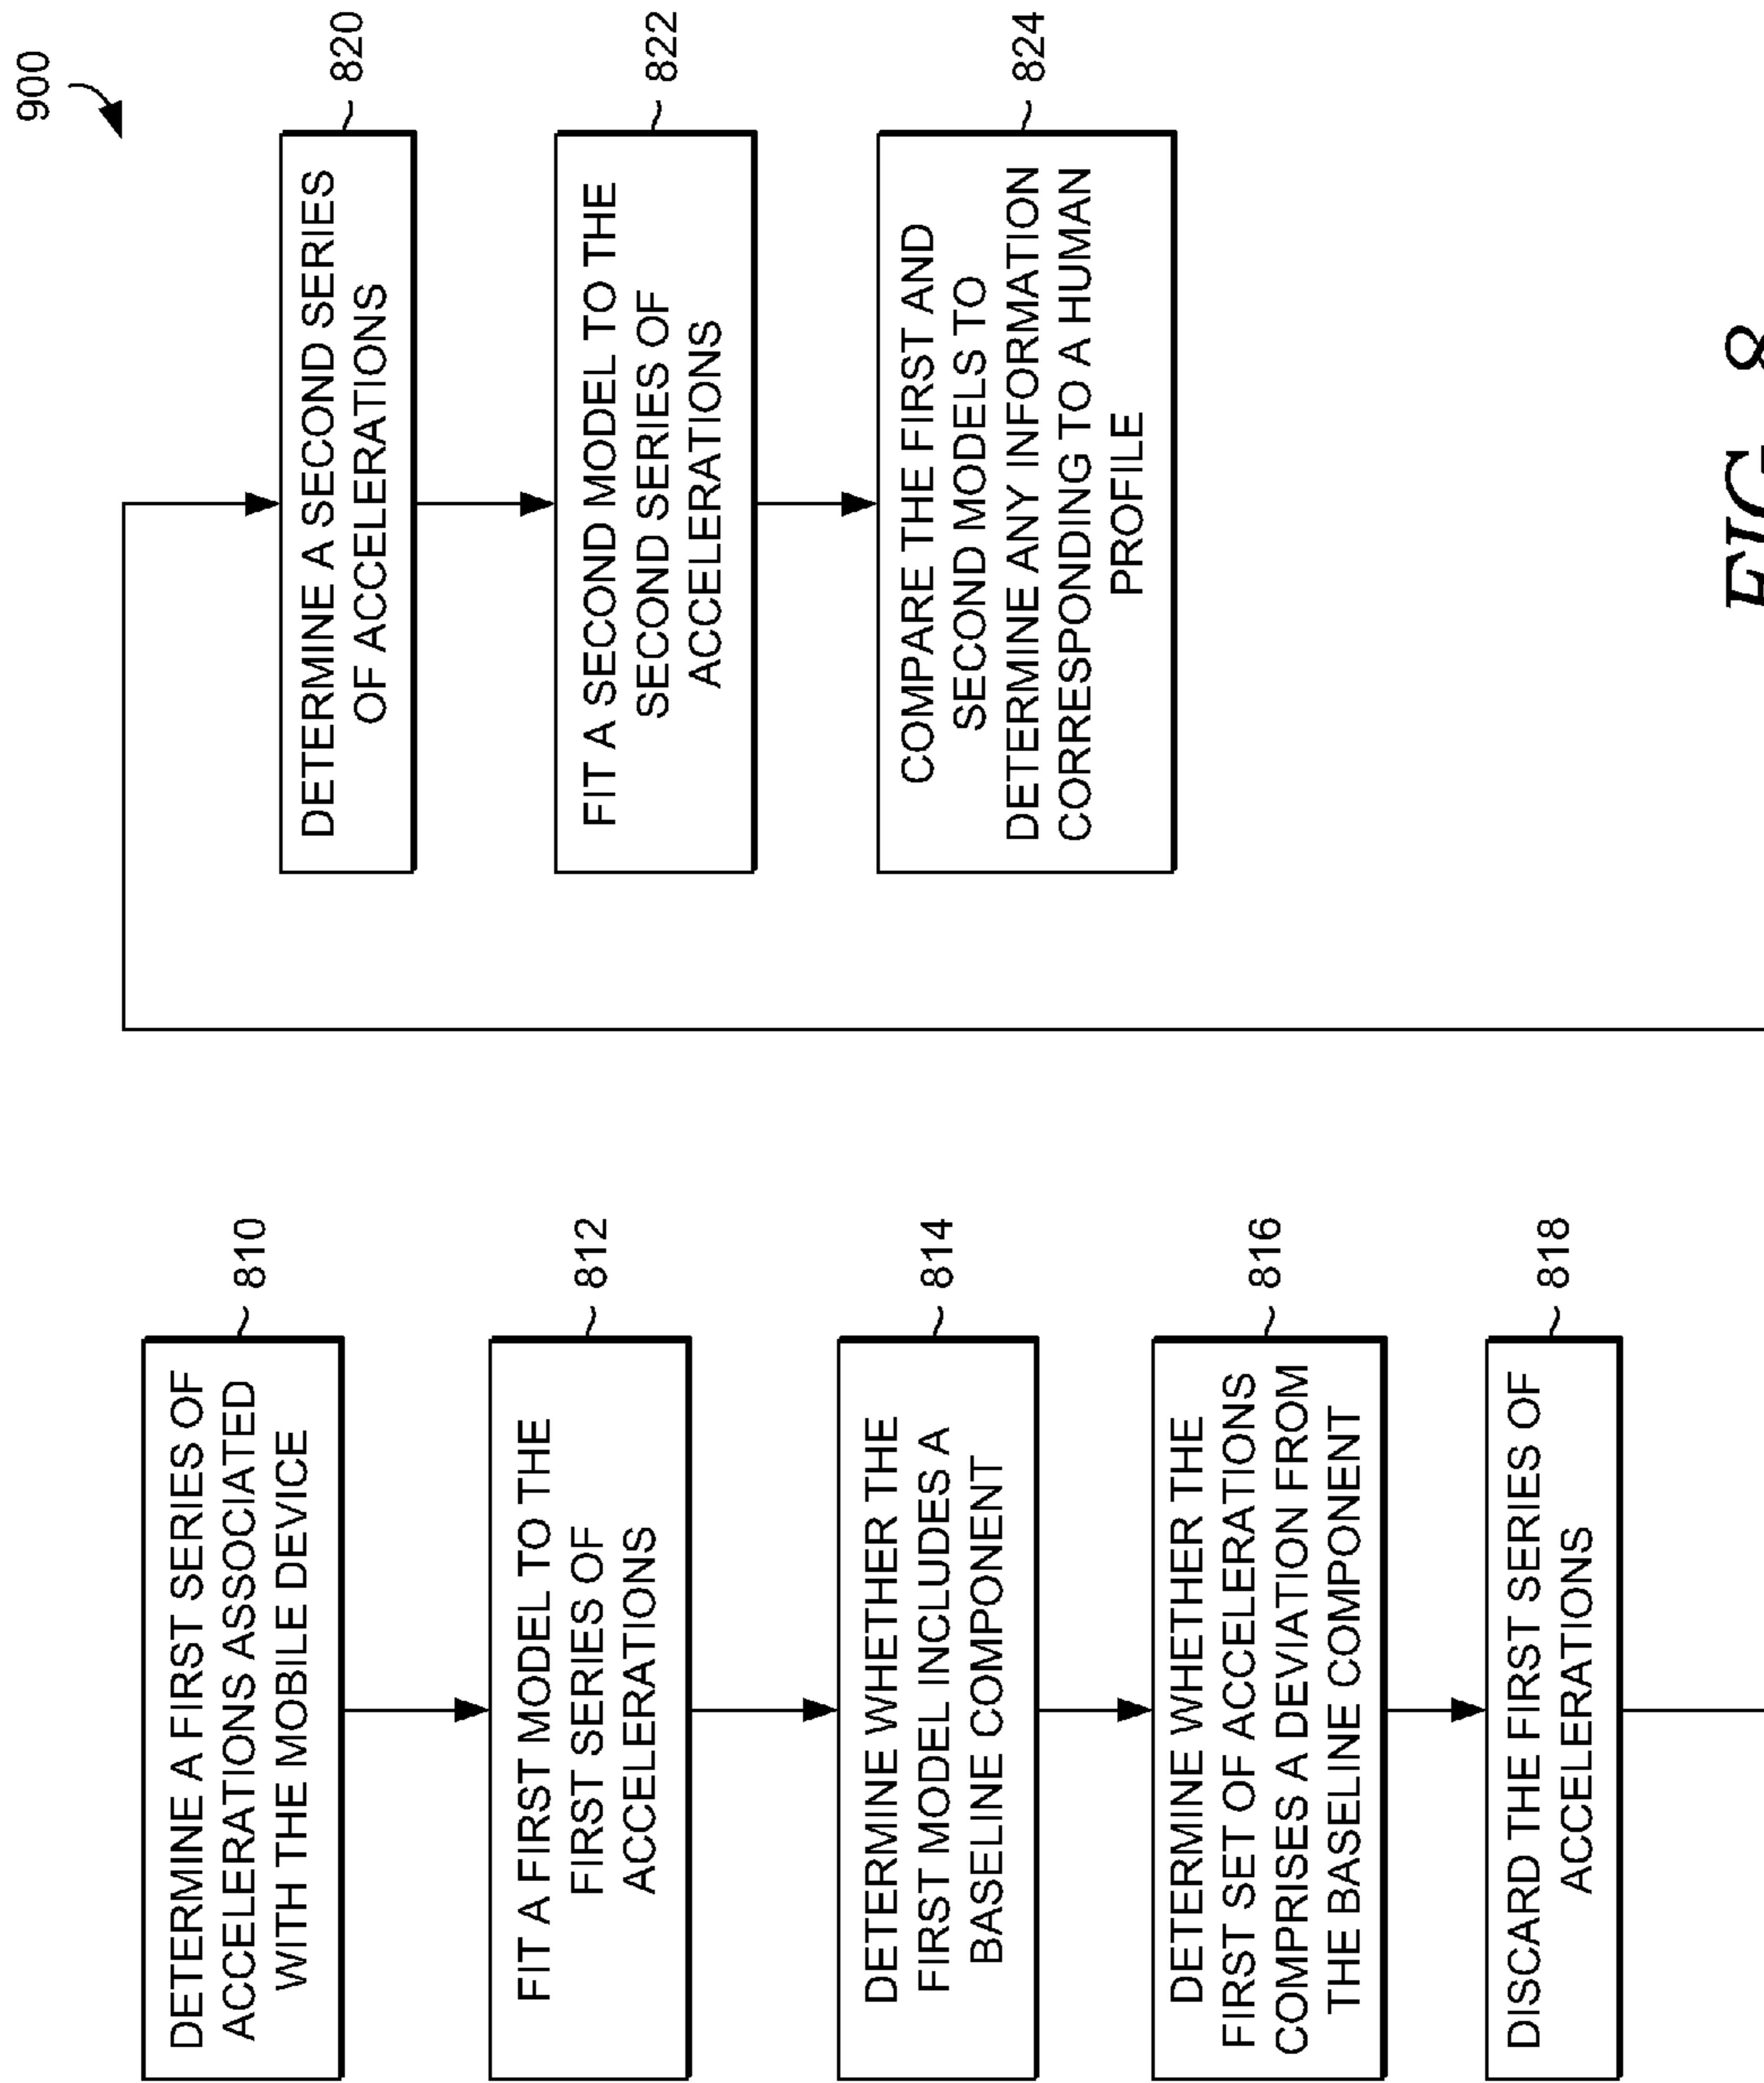 900
DETERMINE A FIRST SERIES OF
ACCELERATIONS ASSOCIATED
WITH THE MOBILE DEVICE
810
FIT A FIRST MODEL TO THE
FIRST SERIES OF
ACCELERATIONS
812
DETERMINE WHETHER THE
FIRST MODEL INCLUDES A
BASELINE COMPONENT
814
DETERMINE WHETHER THE
FIRST SET OF ACCELERATIONS
COMPRISES A DEVIATION FROM
THE BASELINE COMPONENT
816
DISCARD THE FIRST SERIES OF
ACCELERATIONS
818
DETERMINE A SECOND SERIES
OF ACCELERATIONS
820
FIT A SECOND MODEL TO THE
SECOND SERIES OF
ACCELERATIONS
822
COMPARE THE FIRST AND
SECOND MODELS TO
DETERMINE ANY INFORMATION
CORRESPONDING TO A HUMAN
PROFILE
824
FIG. 8